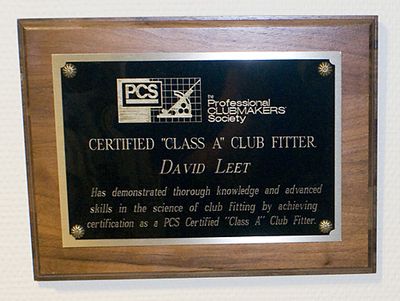 PCS
the
Professional
CLUBMAKERS'
Society
CERTIFIED "CLASS A" CLUB FITTER
DAVID LEET
Has demonstrated thorough knowledge and advanced
skills in the science of club fitting by achieving
certification as a PCS Certified "Class A" Club Fitter.